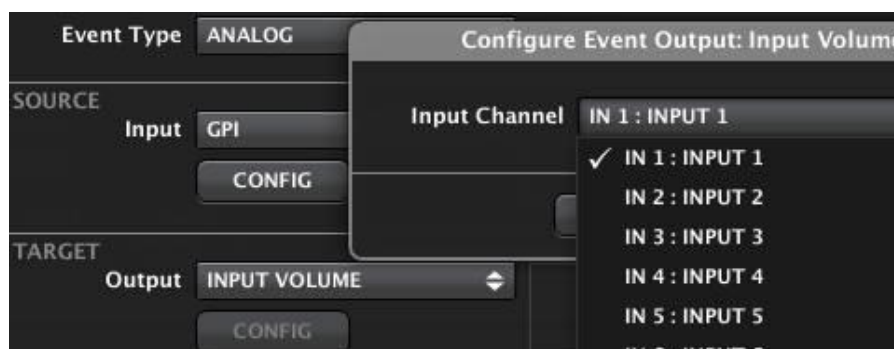 Event Type ANALOG
Configure Event Output: Input Volume
SOURCE
Input GPI
Input Channel IN 1 : INPUT 1
✓ IN 1 : INPUT 1
CONFIG
IN 2 : INPUT 2
IN 3 : INPUT 3
TARGET
Output INPUT VOLUME
IN 4 : INPUT 4
IN 5 : INPUT 5
CONFIG